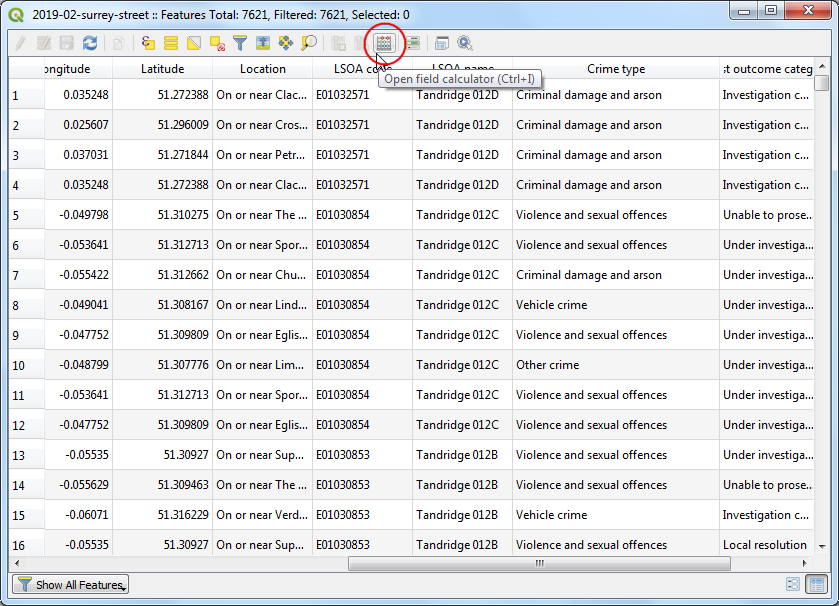 2019-02-surrey-street :: Features Total: 7621, Filtered: 7621, Selected: 0
ongitude Latitude Location LSOA code LSOA name Crime type st outcome categ
Open field calculator (Ctrl+I)
1 0.035248 51.272388 On or near Clac... E01032571 Tandridge 012D Criminal damage and arson Investigation c...
2 0.025607 51.296009 On or near Cros... E01032571 Tandridge 012D Criminal damage and arson Investigation c...
3 0.037031 51.271844 On or near Petr... E01032571 Tandridge 012D Criminal damage and arson Investigation c...
4 0.035248 51.272388 On or near Clac... E01032571 Tandridge 012D Criminal damage and arson Investigation c...
5 -0.049798 51.310275 On or near The ... E01030854 Tandridge 012C Violence and sexual offences Unable to prose...
6 -0.053641 51.312713 On or near Spor... E01030854 Tandridge 012C Violence and sexual offences Under investiga...
7 -0.055422 51.312662 On or near Chu... E01030854 Tandridge 012C Criminal damage and arson Under investiga...
8 -0.049041 51.308167 On or near Lind... E01030854 Tandridge 012C Vehicle crime Under investiga...
9 -0.047752 51.309809 On or near Eglis... E01030854 Tandridge 012C Violence and sexual offences Under investiga...
10 -0.048799 51.307776 On or near Lim... E01030854 Tandridge 012C Other crime Under investiga...
11 -0.053641 51.312713 On or near Spor... E01030854 Tandridge 012C Violence and sexual offences Under investiga...
12 -0.047752 51.309809 On or near Eglis... E01030854 Tandridge 012C Violence and sexual offences Under investiga...
13 -0.05535 51.30927 On or near Sup... E01030853 Tandridge 012B Violence and sexual offences Under investiga...
14 -0.055629 51.309463 On or near The ... E01030853 Tandridge 012B Violence and sexual offences Unable to prose...
15 -0.06071 51.316229 On or near Verd... E01030853 Tandridge 012B Vehicle crime Investigation c...
16 -0.05535 51.30927 On or near Sup... E01030853 Tandridge 012B Violence and sexual offences Local resolution
Show All Features